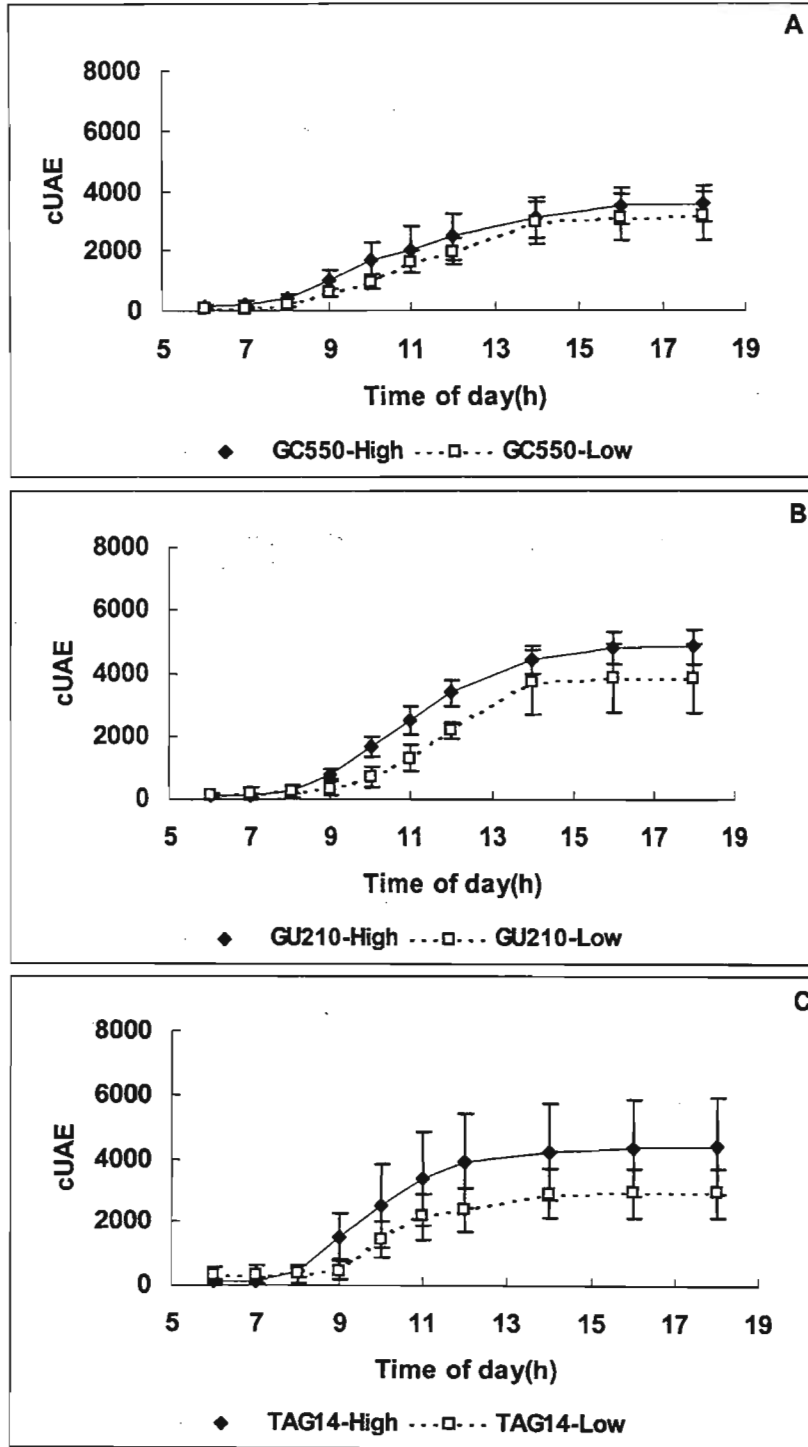 A
8000
6000
4000
2000
0
cUAE
5 7 9 11 13 15 17 19
Time of day(h)
GC550-High GC550-Low
B
8000
6000
4000
2000
0
cUAE
5 7 9 11 13 15 17 19
Time of day(h)
GU210-High GU210-Low
C
8000
6000
4000
2000
0
cUAE
5 7 9 11 13 15 17 19
Time of day(h)
TAG14-High TAG14-Low